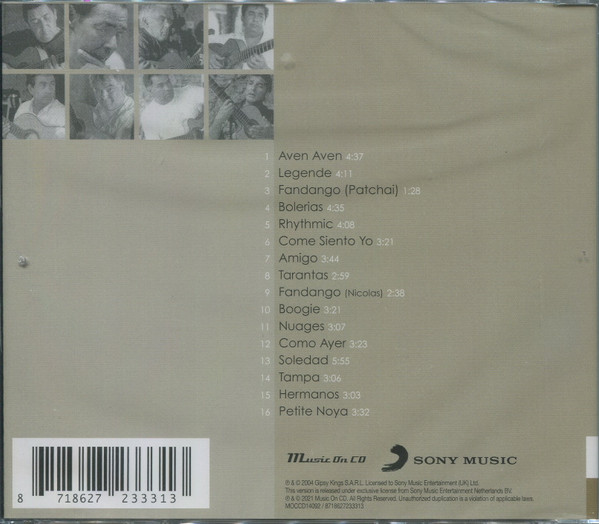 1 Aven Aven 4:37
2 Legende 4:11
3 Fandango (Patchai) 1:28
4 Bolerias 4:35
5 Rhythmic 4:08
6 Come Siento Yo 3:21
7 Amigo 3:44
8 Tarantas 2:59
9 Fandango (Nicolas) 2:38
10 Boogie 3:21
11 Nuages 3:07
12 Como Ayer 3:23
13 Soledad 5:55
14 Tampa 3:06
15 Hermanos 3:03
16 Petite Noya 3:32
8 718627 233313
Music On CD SONY MUSIC
℗ & © 2004 Gipsy Kings S.A.R.L. Licensed to Sony Music Entertainment (UK) Ltd.
This version is released under exclusive license from Sony Music Entertainment Netherlands BV.
℗ & © 2021 Music On CD. All Rights Reserved. Unauthorized duplication is a violation of applicable laws.
MOCCD14092 / 8718627233313